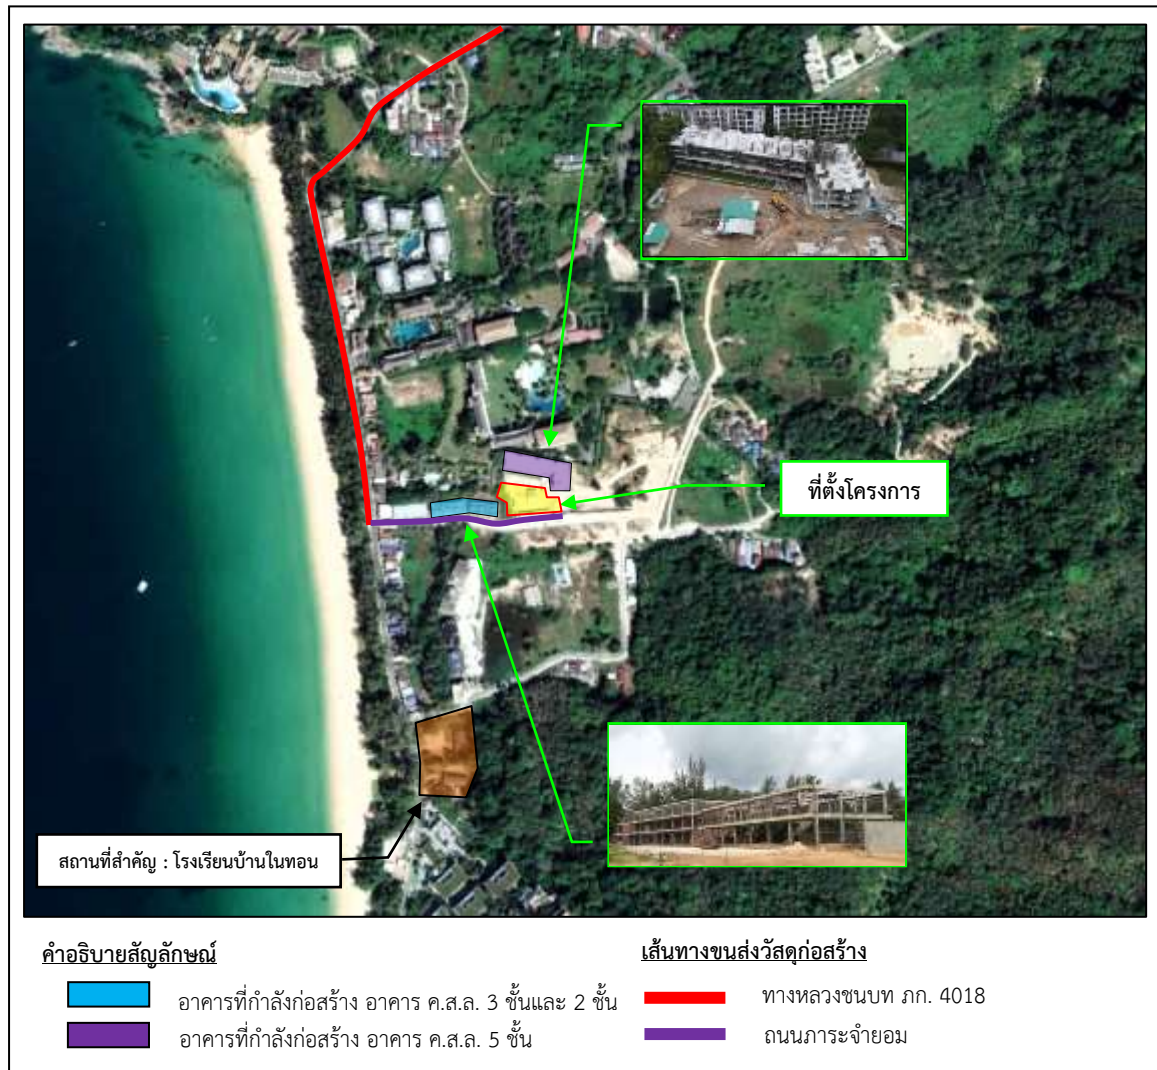 ที่ตั้งโครงการ
สถานที่สำคัญ : โรงเรียนบ้านในทอน
คำอธิบายสัญลักษณ์
อาคารที่กำลังก่อสร้าง อาคาร ค.ส.ล. 3 ชั้นและ 2 ชั้น
อาคารที่กำลังก่อสร้าง อาคาร ค.ส.ล. 5 ชั้น
เส้นทางขนส่งวัสดุก่อสร้าง
ทางหลวงชนบท ภก. 4018
ถนนภาระจำยอม